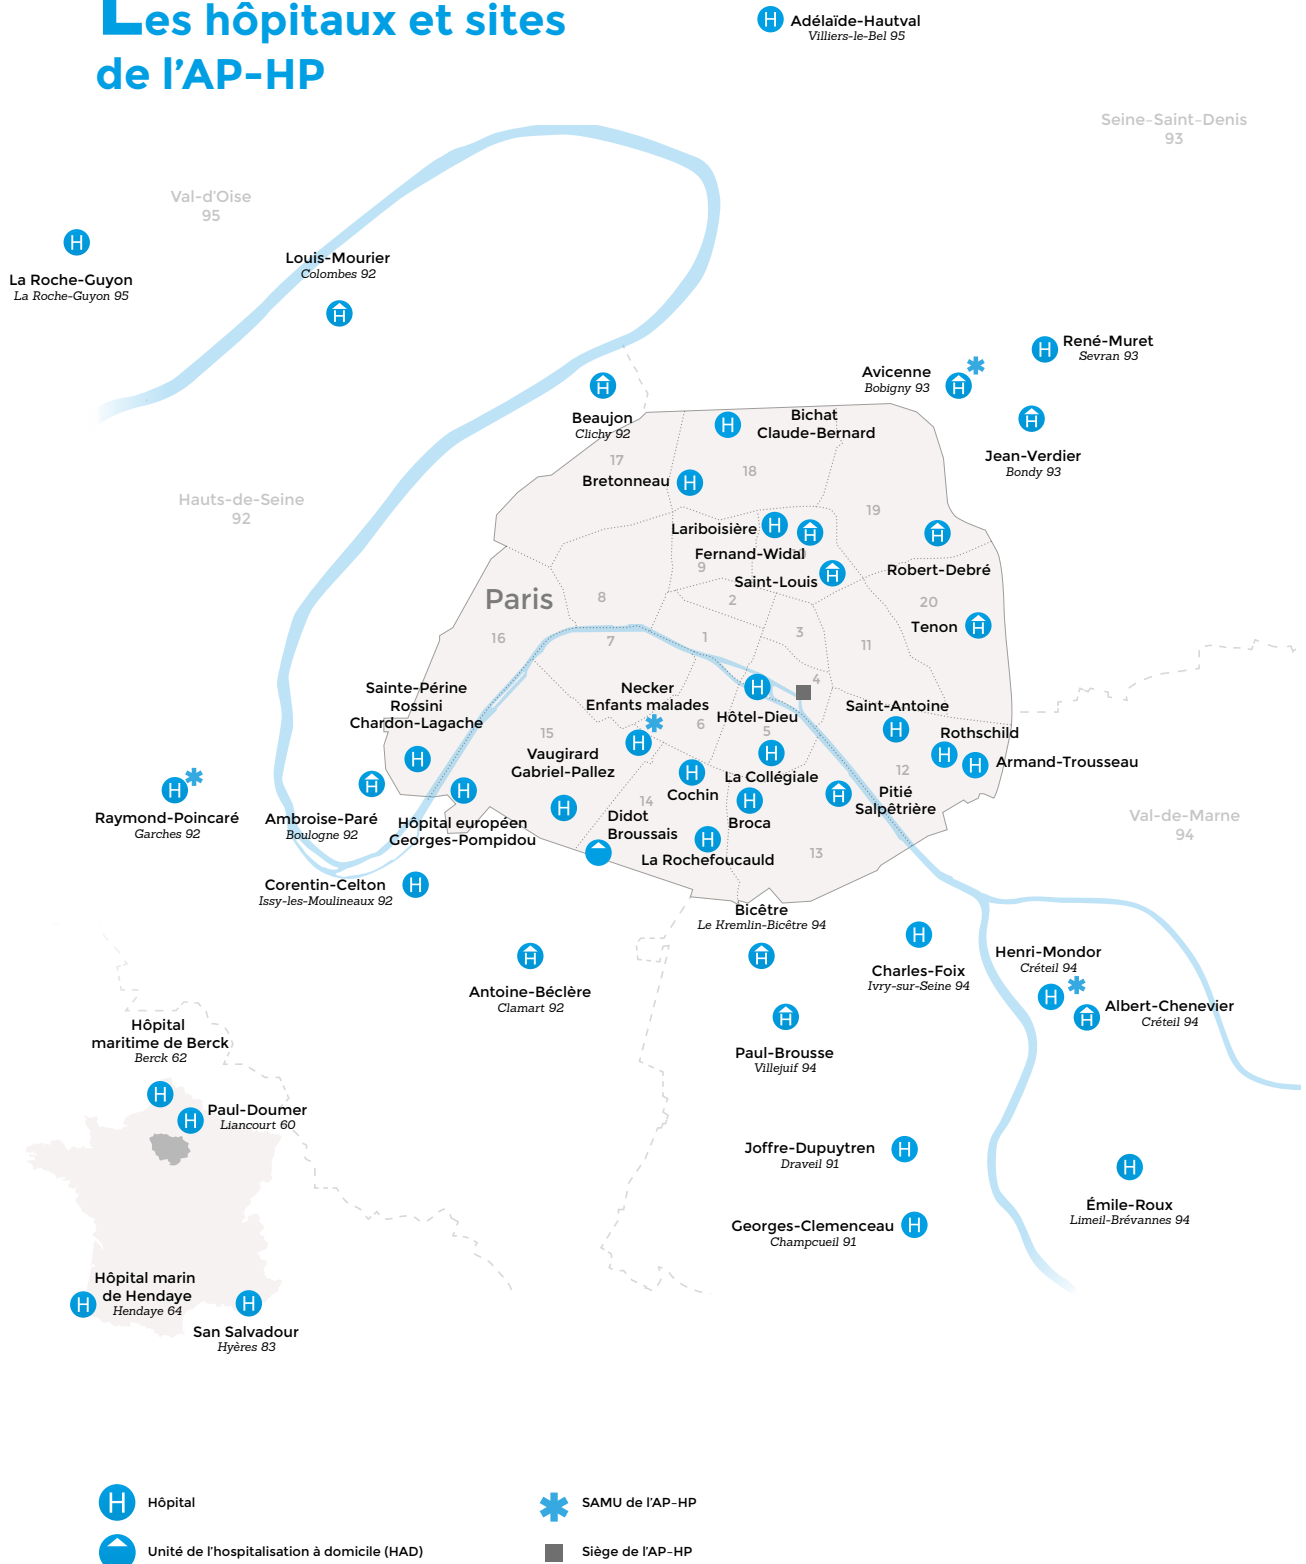 Les hôpitaux et sites
de l'AP-HP
H Adélaïde-Hautval
Villiers-le-Bel 95
Seine-Saint-Denis
93
Val-d'Oise
95
H
La Roche-Guyon
La Roche-Guyon 95
Louis-Mourier
Colombes 92
H
H René-Muret
Sevran 93
Avicenne
Bobigny 93
H
H
Beaujon
Clichy 92
H
Jean-Verdier
Bondy 93
H
Bichat
Claude-Bernard
17
18
Bretonneau H
Hauts-de-Seine
92
19
Lariboisière H
H
Fernand-Widal
9
Saint-Louis H
H
Robert-Debré
Paris
8
2
20
Tenon H
16
7
1
3
11
4
Sainte-Périne
Rossini
Chardon-Lagache
H
Necker
Enfants malades
H
6
H
Hôtel-Dieu
5
Saint-Antoine
H
Rothschild
H
H Armand-Trousseau
15
Vaugirard
Gabriel-Pallez
H
H
Cochin
H
La Collégiale
12
H
Pitié
Salpêtrière
H
Broca
14
Didot
Broussais
H
La Rochefoucauld
13
H
Raymond-Poincaré
Garches 92
H
Ambroise-Paré
Boulogne 92
H
Hôpital européen
Georges-Pompidou
Val-de-Marne
94
Corentin-Celton H
Issy-les-Moulineaux 92
Bicêtre
Le Kremlin-Bicêtre 94
H
H
Antoine-Béclère
Clamart 92
H
Charles-Foix
Ivry-sur-Seine 94
Henri-Mondor
Créteil 94
H
H Albert-Chenevier
Créteil 94
H
Paul-Brousse
Villejuif 94
Hôpital
maritime de Berck
Berck 62
H
H Paul-Doumer
Liancourt 60
Joffre-Dupuytren H
Draveil 91
H
Émile-Roux
Limeil-Brévannes 94
Georges-Clemenceau H
Champcueil 91
Hôpital marin
de Hendaye
Hendaye 64
H
H
San Salvadour
Hyères 83
H Hôpital
SAMU de l'AP-HP
Unité de l'hospitalisation à domicile (HAD)
Siège de l'AP-HP